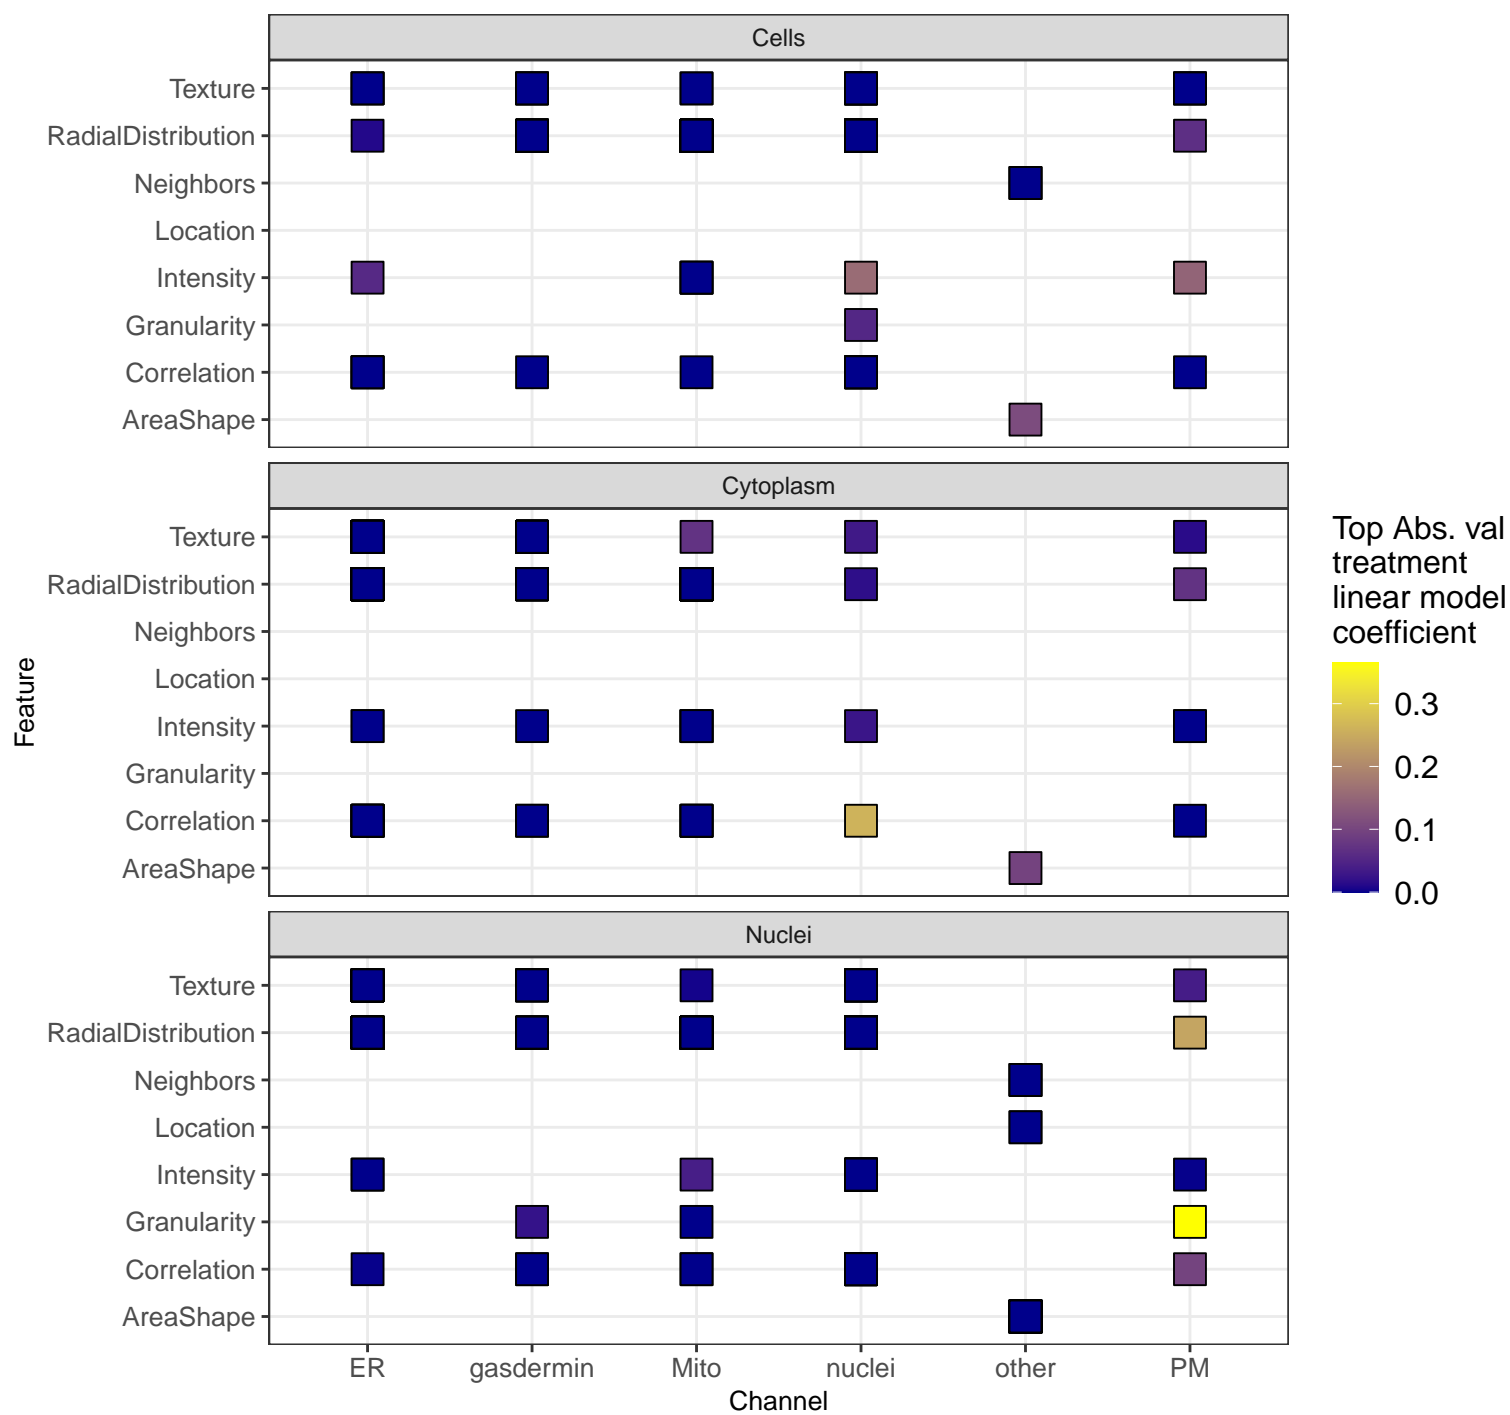 Cells
Texture
RadialDistribution
Neighbors
Location
Intensity
Granularity
Correlation
AreaShape
Cytoplasm
Texture
RadialDistribution
Neighbors
Location
Intensity
Granularity
Correlation
AreaShape
Nuclei
Texture
RadialDistribution
Neighbors
Location
Intensity
Granularity
Correlation
AreaShape
ER gasdermin Mito nuclei other PM
Channel
Feature
Top Abs. val
treatment
linear model
coefficient
0.3
0.2
0.1
0.0